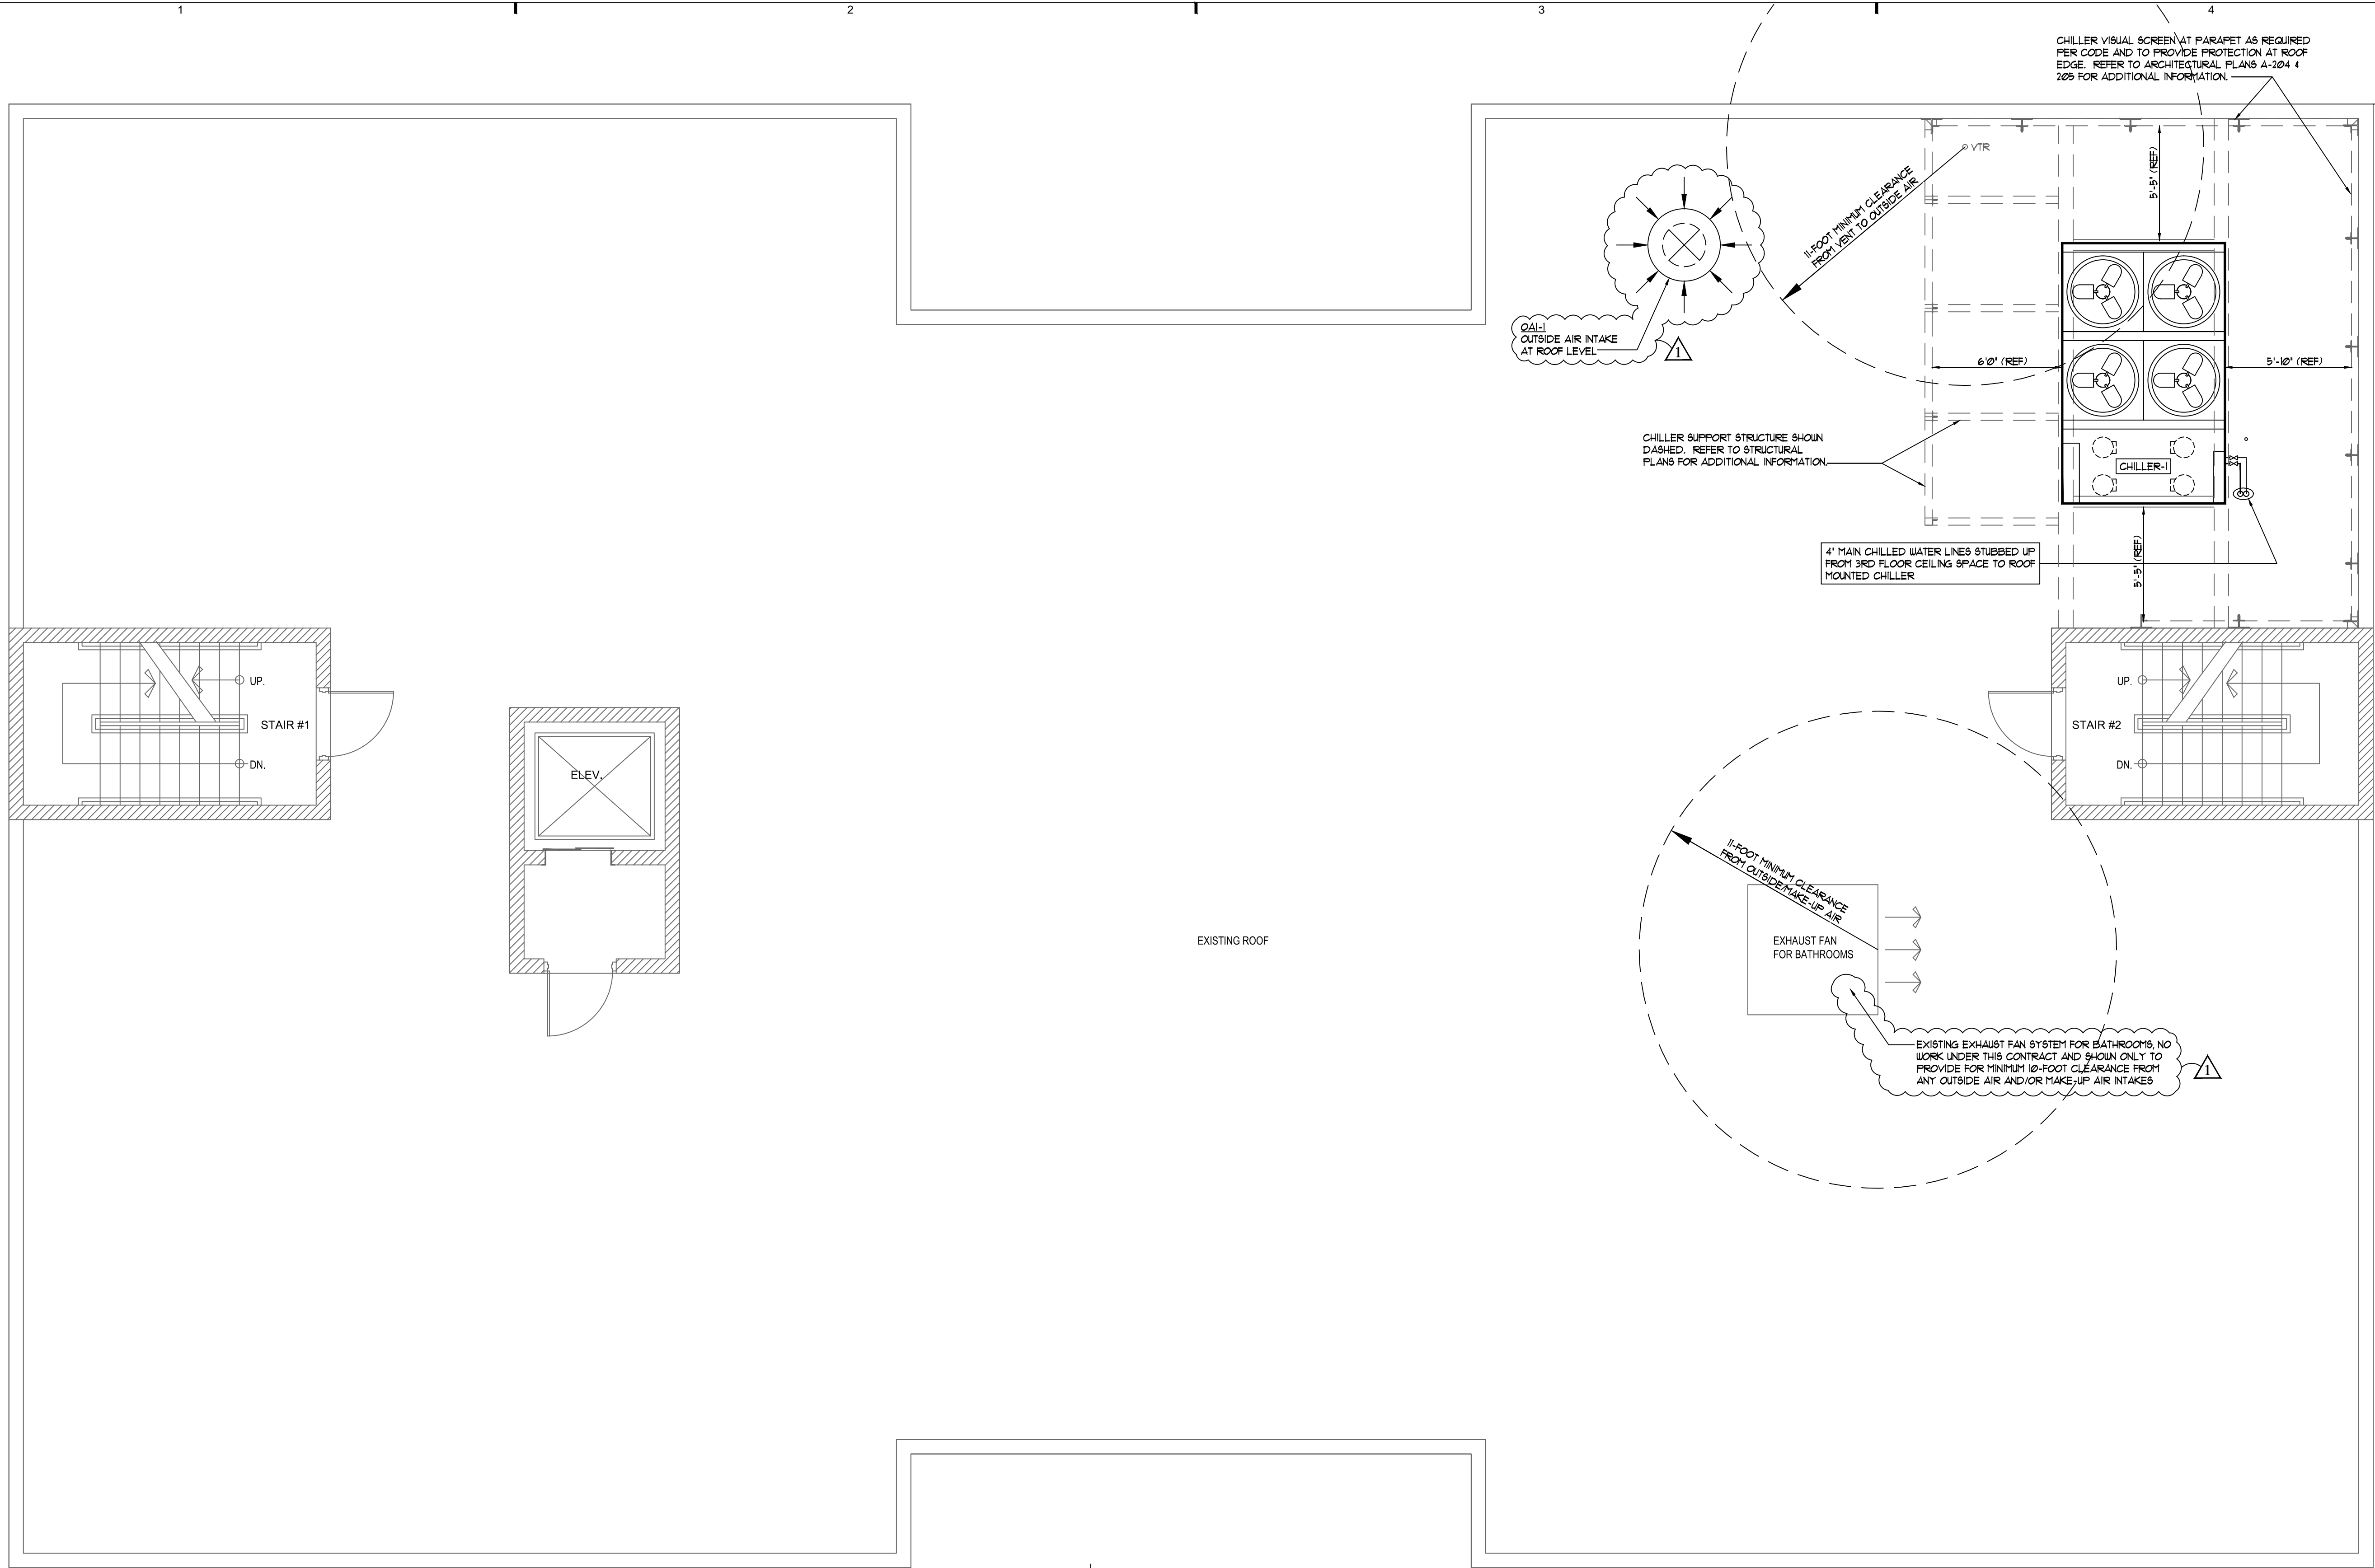 1
2
3
4
CHILLER VISUAL SCREEN AT PARAPET AS REQUIRED
PER CODE AND TO PROVIDE PROTECTION AT ROOF
EDGE. REFER TO ARCHITECTURAL PLANS A-204 &
205 FOR ADDITIONAL INFORMATION.
VTR
5'-5" (REF)
11-FOOT MINIMUM CLEARANCE
FROM VENT TO OUTSIDE AIR
OAI-1
OUTSIDE AIR INTAKE
AT ROOF LEVEL
1
6'0" (REF)
5'-10" (REF)
CHILLER SUPPORT STRUCTURE SHOWN
DASHED. REFER TO STRUCTURAL
PLANS FOR ADDITIONAL INFORMATION.
CHILLER-1
4" MAIN CHILLED WATER LINES STUBBED UP
FROM 3RD FLOOR CEILING SPACE TO ROOF
MOUNTED CHILLER
5'-5" (REF)
UP.
STAIR #1
DN.
ELEV.
UP.
STAIR #2
DN.
11-FOOT MINIMUM CLEARANCE
FROM OUTSIDE/MAKE-UP AIR
EXISTING ROOF
EXHAUST FAN
FOR BATHROOMS
EXISTING EXHAUST FAN SYSTEM FOR BATHROOMS, NO
WORK UNDER THIS CONTRACT AND SHOWN ONLY TO
PROVIDE FOR MINIMUM 10-FOOT CLEARANCE FROM
ANY OUTSIDE AIR AND/OR MAKE-UP AIR INTAKES
1